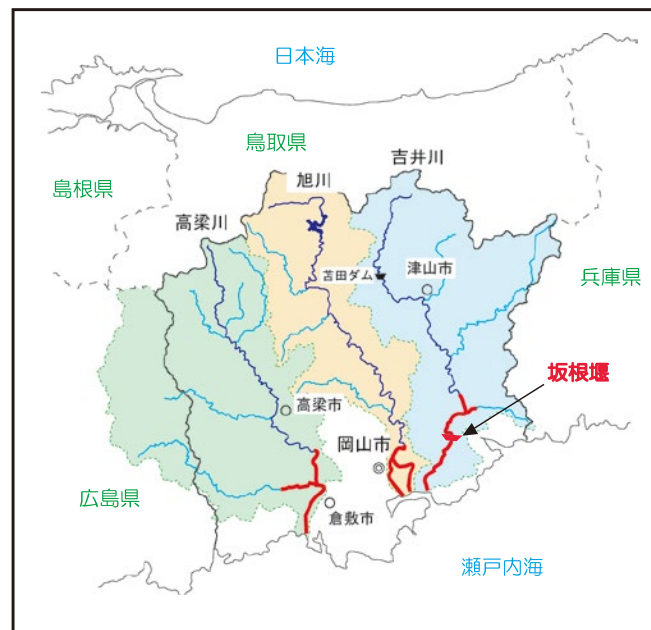 日本海
鳥取県
吉井川
旭川
島根県
高梁川
苫田ダム
津山市
兵庫県
坂根堰
高梁市
岡山市
広島県
倉敷市
瀬戸内海